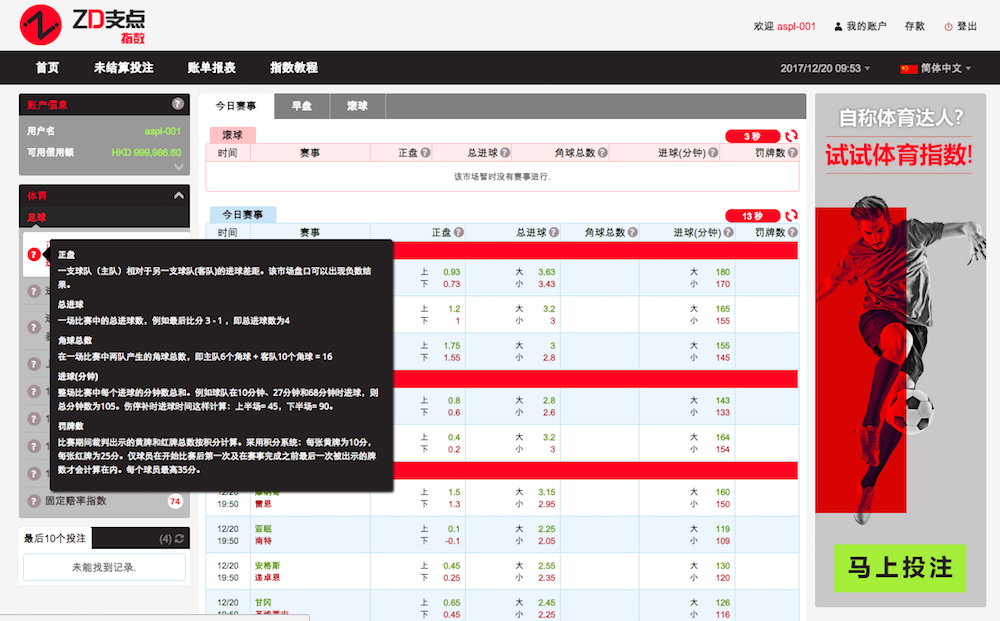 ZD支点
指数
欢迎 aspl-001 我的账户 存款 登出
首页 未结算投注 账单报表 指数教程 2017/12/20 09:53 简体中文
账户信息 ?
用户名 aspl-001
可用信用额 HKD 999,986.60
体育
足球
?
?
?
?
?
?
?
?
? 固定赔率指数 74
最后10个投注 (4)
未能找到记录.
正盘
一支球队（主队）相对于另一支球队(客队)的进球差距。该市场盘口可以出现负数结
果。
总进球
一场比赛中的总进球数，例如最后比分 3 - 1 ，即总进球数为4
角球总数
在一场比赛中两队产生的角球总数，即主队6个角球 + 客队10个角球 = 16
进球(分钟)
整场比赛中每个进球的分钟数总和。例如球队在10分钟、27分钟和68分钟时进球，则
总分钟数为105。伤停补时进球时间这样计算：上半场= 45，下半场= 90。
罚牌数
比赛期间裁判出示的黄牌和红牌总数按积分计算。采用积分系统：每张黄牌为10分，
每张红牌为25分。仅球员在开始比赛后第一次及在赛事完成之前最后一次被出示的牌
数才会计算在内。每个球员最高35分。
今日赛事 早盘 滚球
滚球 3 秒
时间 赛事 正盘 ? 总进球 ? 角球总数 ? 进球(分钟) ? 罚牌数 ?
该市场暂时没有赛事进行.
今日赛事 13 秒
时间 赛事 正盘 ? 总进球 ? 角球总数 ? 进球(分钟) ? 罚牌数 ?
上 0.93 大 3.63 大 180
下 0.73 小 3.43 小 170
上 1.2 大 3.2 大 165
下 1 小 3 小 155
上 1.75 大 3 大 155
下 1.55 小 2.8 小 145
上 0.8 大 2.8 大 143
下 0.6 小 2.6 小 133
上 0.4 大 3.2 大 164
下 0.2 小 3 小 154
12/20 上 1.5 大 3.15 大 160
19:50 雷恩 下 1.3 小 2.95 小 150
12/20 亚眠 上 0.1 大 2.25 大 119
19:50 南特 下 -0.1 小 2.05 小 109
12/20 安格斯 上 0.45 大 2.55 大 130
19:50 递卓恩 下 0.25 小 2.35 小 120
12/20 甘冈 上 0.65 大 2.45 大 126
19:50 下 0.45 小 2.25 小 116
自称体育达人?
试试体育指数!
马上投注